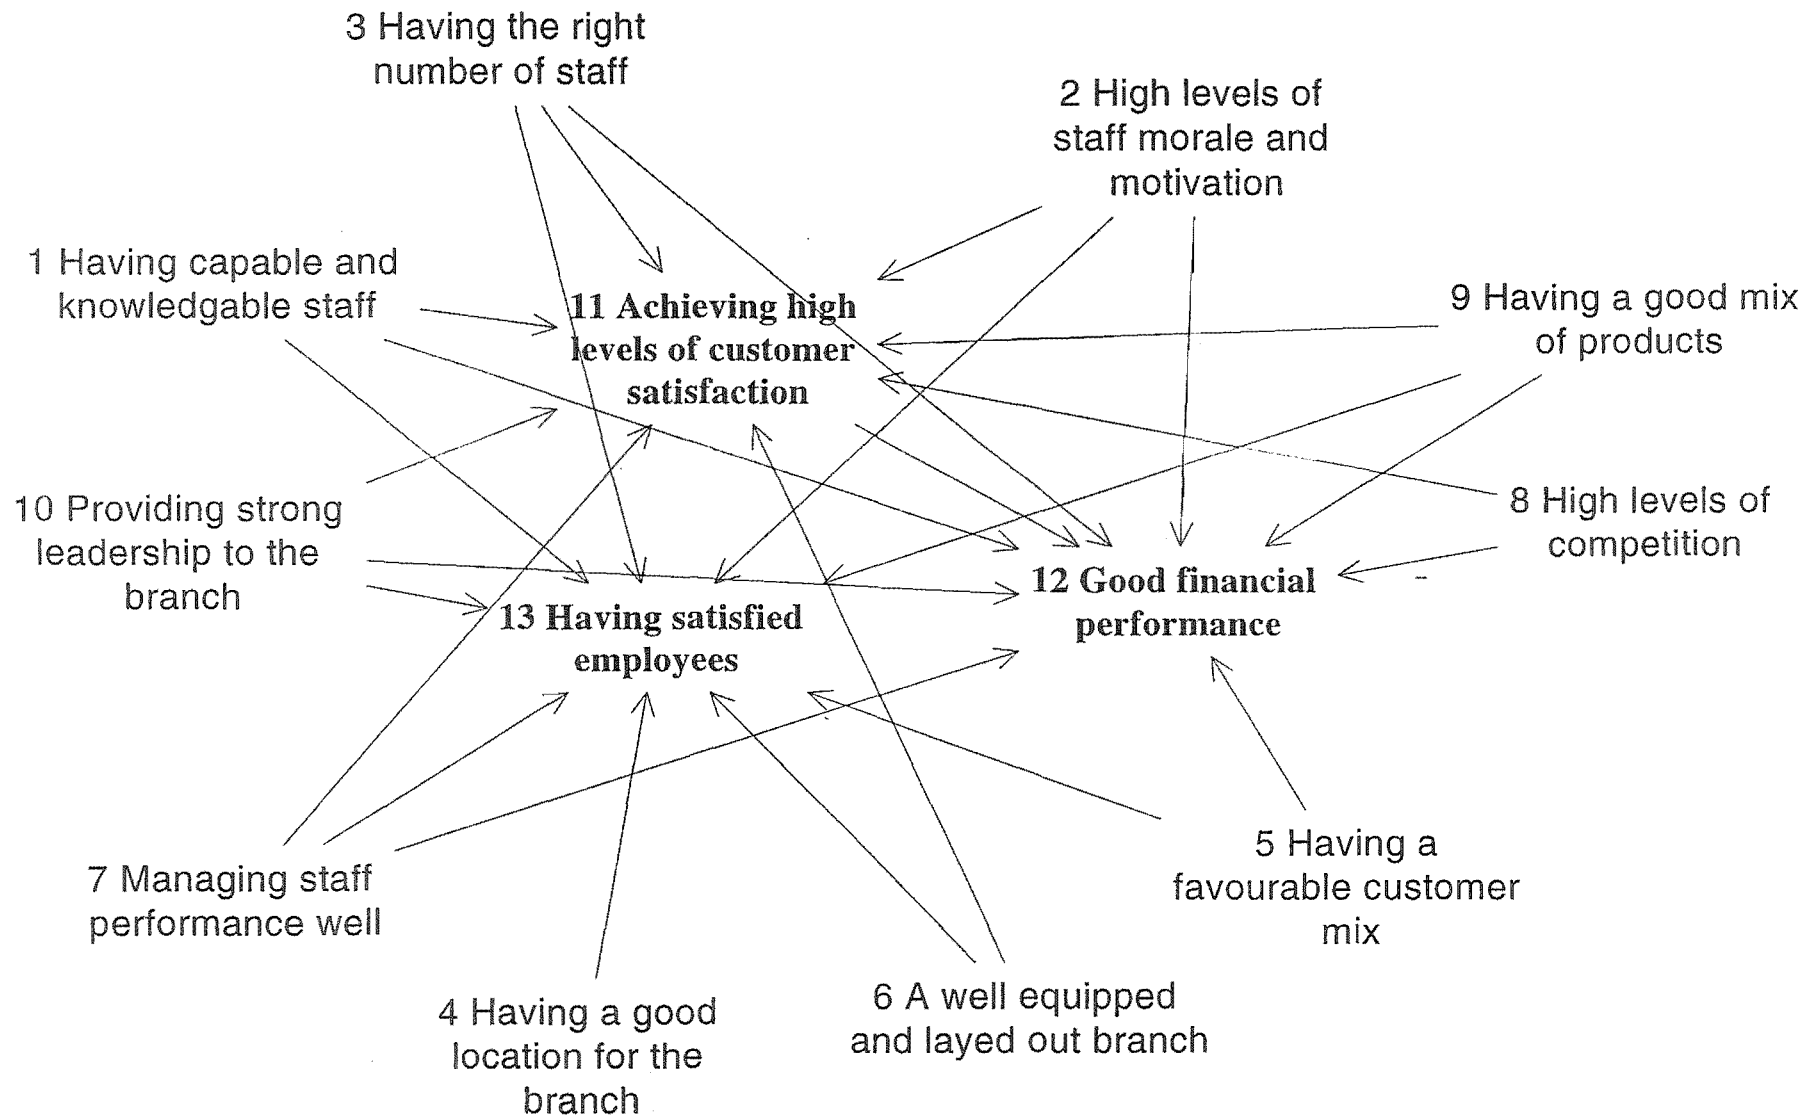 3 Having the right
number of staff
2 High levels of
staff morale and
motivation
1 Having capable and
knowledgable staff
11 Achieving high
levels of customer
satisfaction
9 Having a good mix
of products
10 Providing strong
leadership to the
branch
8 High levels of
competition
-
12 Good financial
performance
13 Having satisfied
employees
7 Managing staff
performance well
5 Having a
favourable customer
mix
4 Having a good
location for the
branch
6 A well equipped
and layed out branch